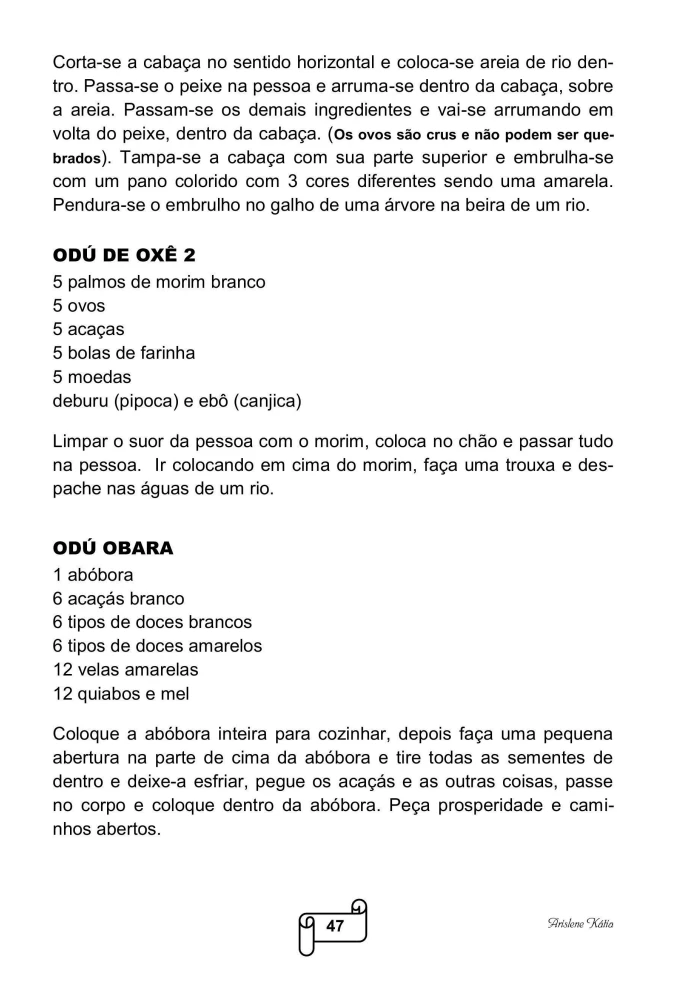 Corta-se a cabaça no sentido horizontal e coloca-se areia de rio den-
tro. Passa-se o peixe na pessoa e arruma-se dentro da cabaça, sobre
a areia. Passam-se os demais ingredientes e vai-se arrumando em
volta do peixe, dentro da cabaça. (Os ovos são crus e não podem ser que-
brados). Tampa-se a cabaça com sua parte superior e embrulha-se
com um pano colorido com 3 cores diferentes sendo uma amarela.
Pendura-se o embrulho no galho de uma árvore na beira de um rio.
ODÚ DE OXÊ 2
5 palmos de morim branco
5 ovos
5 acaças
5 bolas de farinha
5 moedas
deburu (pipoca) e ebô (canjica)
Limpar o suor da pessoa com o morim, coloca no chão e passar tudo
na pessoa.  Ir colocando em cima do morim, faça uma trouxa e des-
pache nas águas de um rio.
ODÚ OBARA
1 abóbora
6 acaçás branco
6 tipos de doces brancos
6 tipos de doces amarelos
12 velas amarelas
12 quiabos e mel
Coloque a abóbora inteira para cozinhar, depois faça uma pequena
abertura na parte de cima da abóbora e tire todas as sementes de
dentro e deixe-a esfriar, pegue os acaçás e as outras coisas, passe
no corpo e coloque dentro da abóbora. Peça prosperidade e cami-
nhos abertos.
47
Arislene Kátia